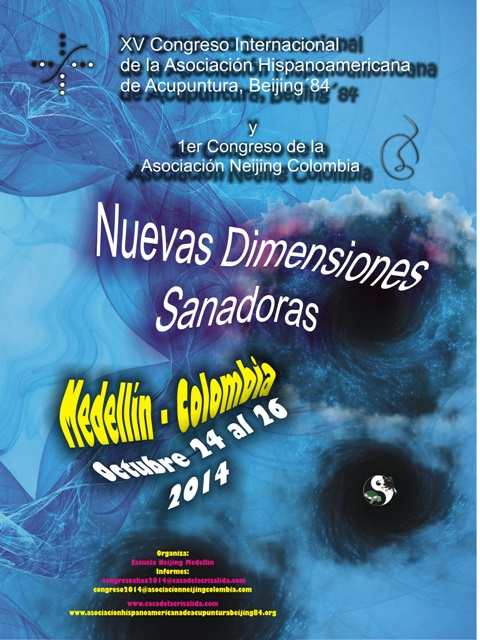 XV Congreso Internacional
de la Asociación Hispanoamericana
de Acupuntura, Beijing´84
y
1er Congreso de la
Asociación Neijing Colombia
Nuevas Dimensiones
Sanadoras
Medellín - Colombia
Octubre 24 al 26
2014
Organiza:
Escuela Neijing Medellín
Informes:
congresoahax2014@casadelacrisalida.com
congreso2014@asociacionneijingcolombia.com
www.casadelacrisalida.com
www.asociacionhispanoamericanadeacupunturabeijing84.org